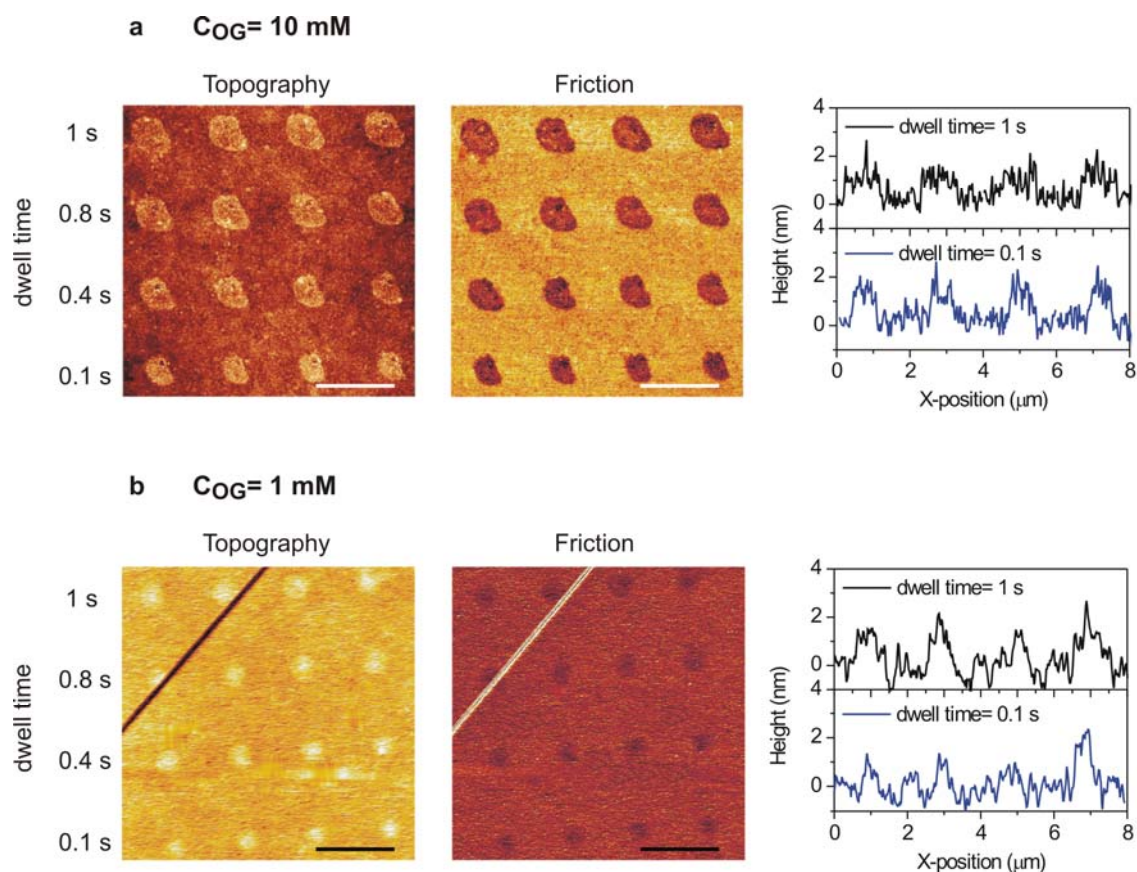 a C_OG= 10 mM
Topography
Friction
dwell time
1 s
0.8 s
0.4 s
0.1 s
Height (nm)
4
2
0
4
2
0
dwell time= 1 s
dwell time= 0.1 s
0 2 4 6 8
X-position (μm)
b C_OG= 1 mM
Topography
Friction
dwell time
1 s
0.8 s
0.4 s
0.1 s
Height (nm)
4
2
0
4
2
0
dwell time= 1 s
dwell time= 0.1 s
0 2 4 6 8
X-position (μm)